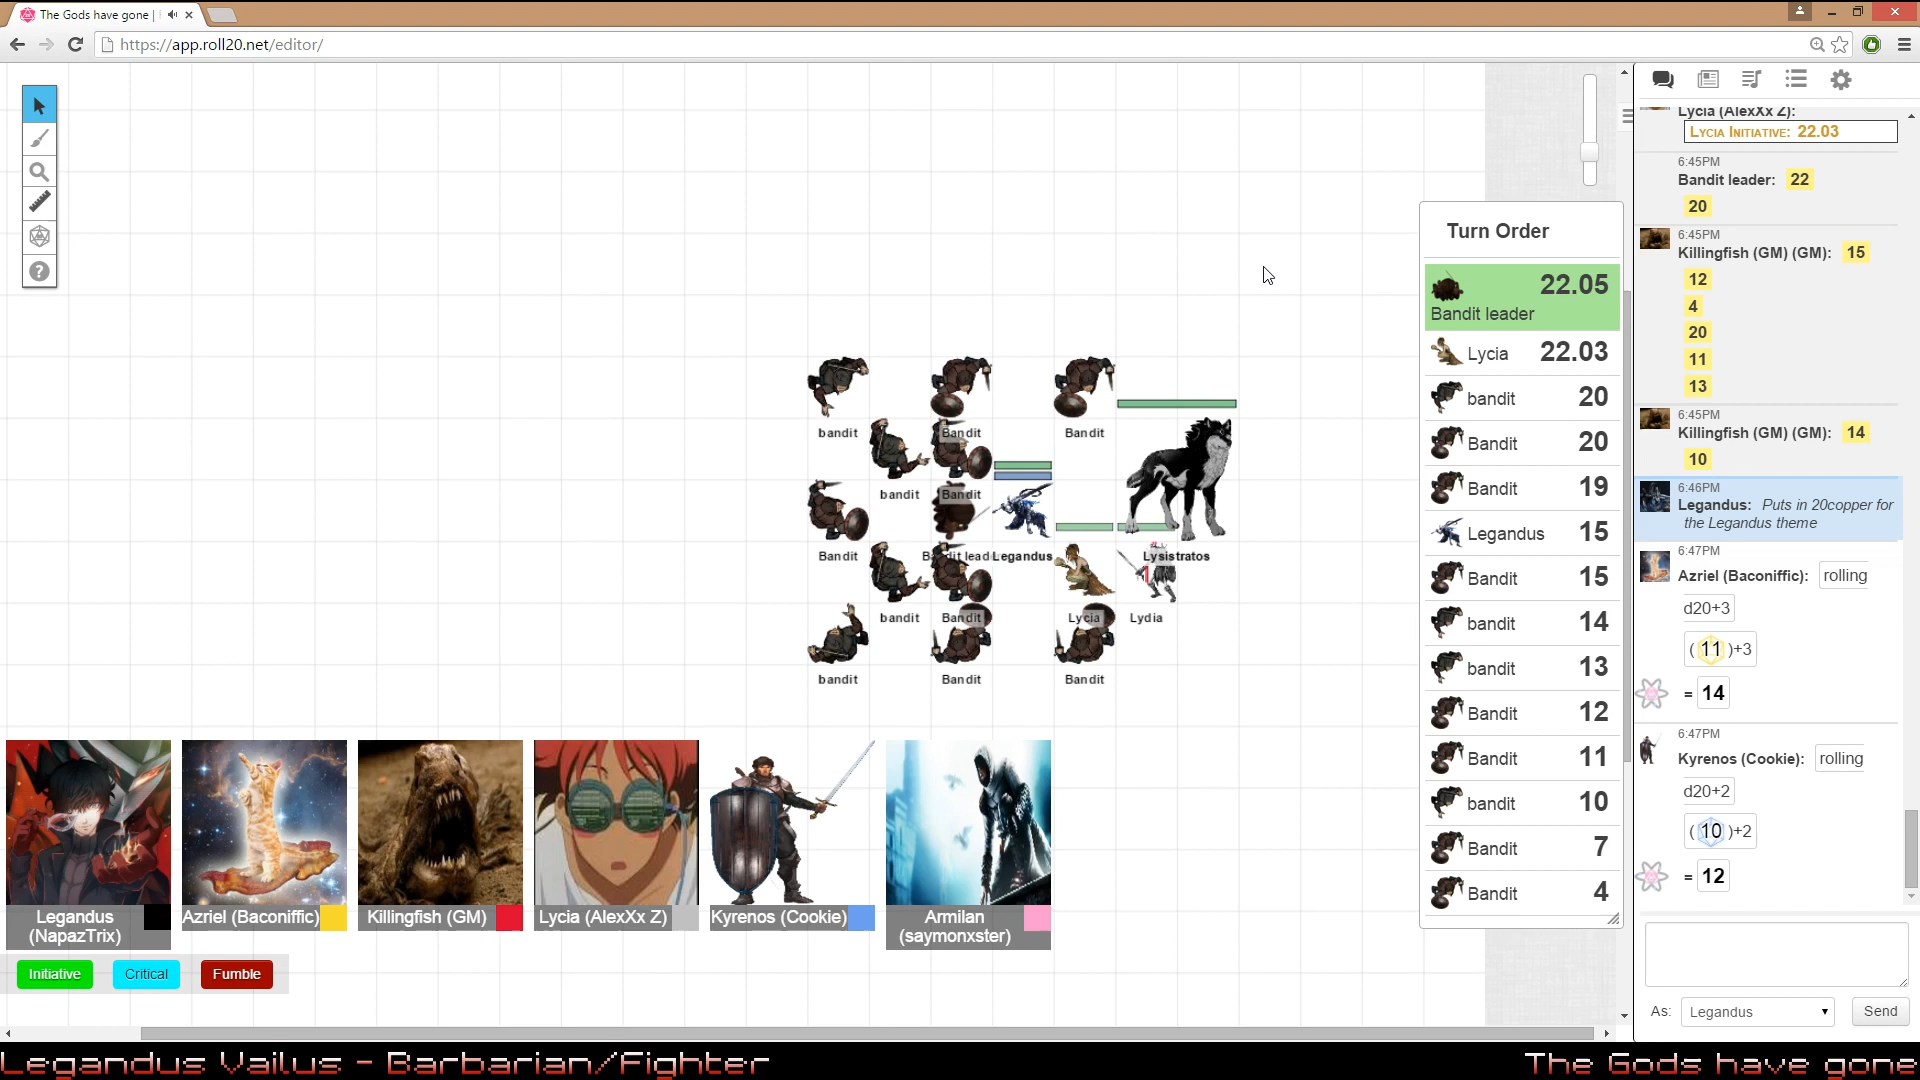 The Gods have gone |
https://app.roll20.net/editor/
Lycia (AlexXx Z):
Lycia Initiative: 22.03
6:45PM
Bandit leader: 22
20
6:45PM
Killingfish (GM) (GM): 15
12
4
20
11
13
6:45PM
Killingfish (GM) (GM): 14
10
6:46PM
Legandus: Puts in 20copper for
the Legandus theme
6:47PM
Azriel (Baconiffic): rolling
d20+3
(11)+3
= 14
6:47PM
Kyrenos (Cookie): rolling
d20+2
(10)+2
= 12
As: Legandus
Send
Turn Order
22.05
Bandit leader
Lycia 22.03
bandit 20
Bandit 20
Bandit 19
Legandus 15
Bandit 15
bandit 14
bandit 13
Bandit 12
Bandit 11
bandit 10
Bandit 7
Bandit 4
bandit Bandit Bandit
bandit Bandit
Bandit Bandit lead Legandus Lysistratos
bandit Bandit Lycia Lydia
bandit Bandit Bandit
Legandus
(NapazTrix)
Azriel (Baconiffic)
Killingfish (GM)
Lycia (AlexXx Z)
Kyrenos (Cookie)
Armilan
(saymonxster)
Initiative Critical Fumble
Legandus Vailus - Barbarian/Fighter
The Gods have gone